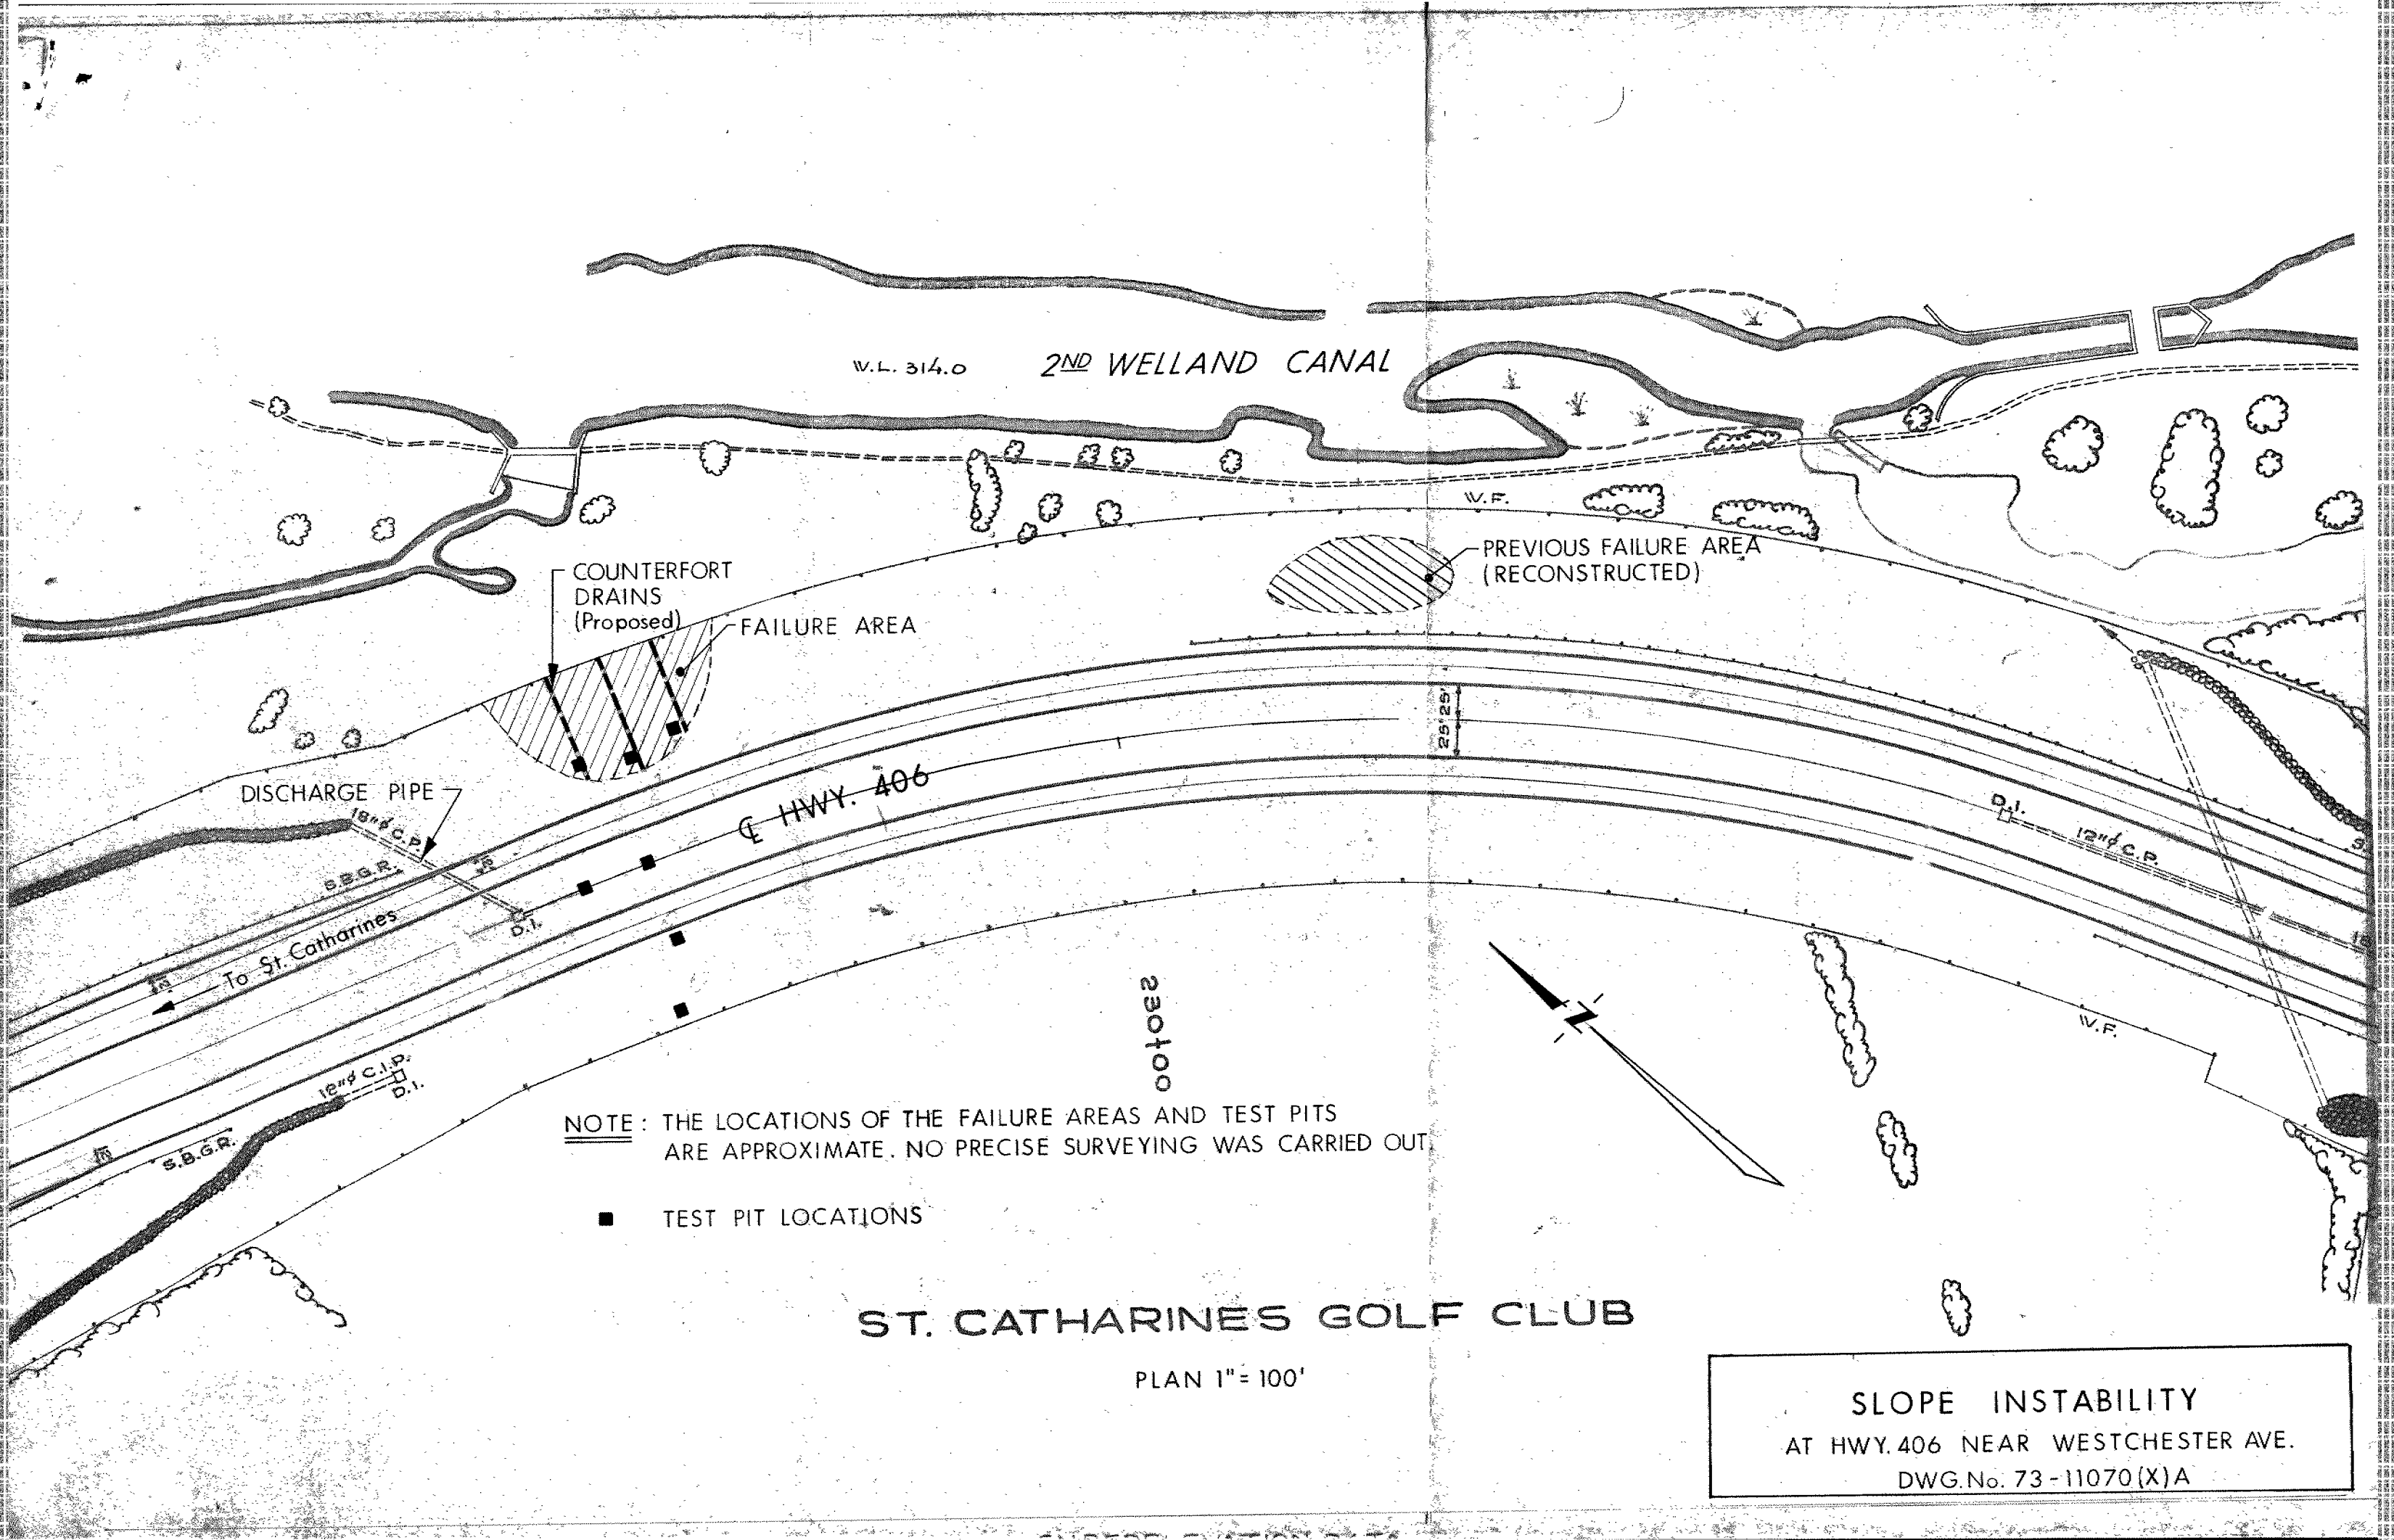 W.L. 314.0
2ND WELLAND CANAL
W.F.
PREVIOUS FAILURE AREA
(RECONSTRUCTED)
COUNTERFORT
DRAINS
(Proposed)
FAILURE AREA
25' 25'
DISCHARGE PIPE
18"⌀ C.P.
℄ HWY. 406
D.I.
12"⌀ C.P.
S.B.G.R.
D.I.
To St. Catharines
18
230+00
N
W.F.
12"⌀ C.I.P.
D.I.
S.B.G.R.
NOTE: THE LOCATIONS OF THE FAILURE AREAS AND TEST PITS
ARE APPROXIMATE. NO PRECISE SURVEYING WAS CARRIED OUT.
■ TEST PIT LOCATIONS
ST. CATHARINES GOLF CLUB
PLAN 1" = 100'
SLOPE INSTABILITY
AT HWY. 406 NEAR WESTCHESTER AVE.
DWG. No. 73-11070(X)A